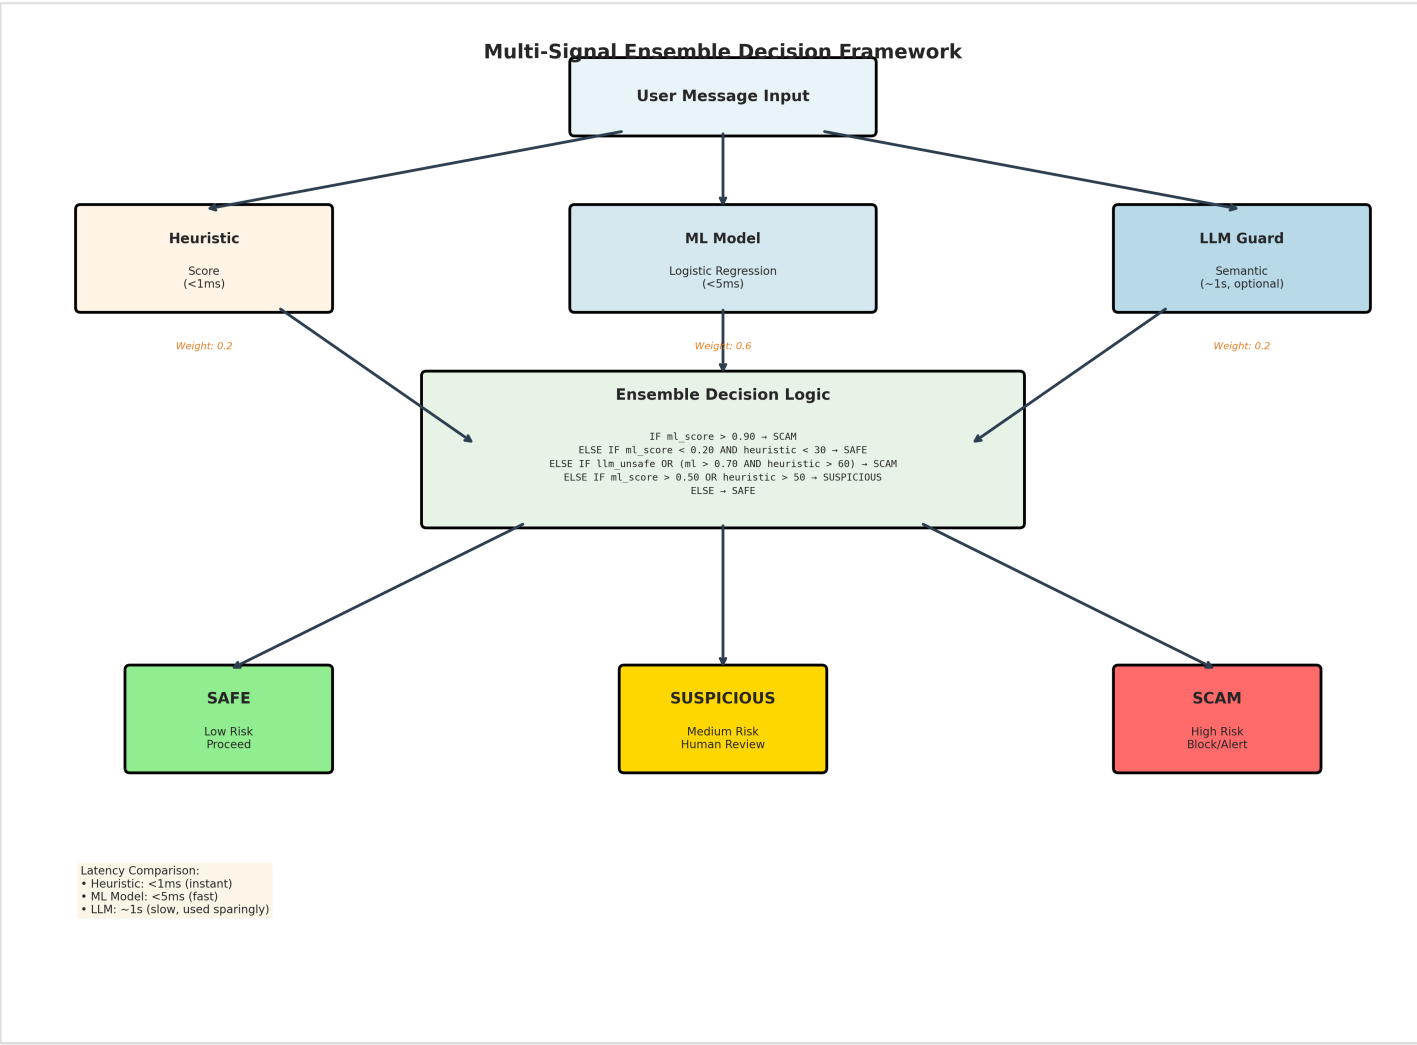 Multi-Signal Ensemble Decision Framework
User Message Input
Heuristic
Score
(<1ms)
ML Model
Logistic Regression
(<5ms)
LLM Guard
Semantic
(~1s, optional)
Weight: 0.2
Weight: 0.6
Weight: 0.2
Ensemble Decision Logic
IF ml_score > 0.90 → SCAM
ELSE IF ml_score < 0.20 AND heuristic < 30 → SAFE
ELSE IF llm_unsafe OR (ml > 0.70 AND heuristic > 60) → SCAM
ELSE IF ml_score > 0.50 OR heuristic > 50 → SUSPICIOUS
ELSE → SAFE
SAFE
Low Risk
Proceed
SUSPICIOUS
Medium Risk
Human Review
SCAM
High Risk
Block/Alert
Latency Comparison:
• Heuristic: <1ms (instant)
• ML Model: <5ms (fast)
• LLM: ~1s (slow, used sparingly)